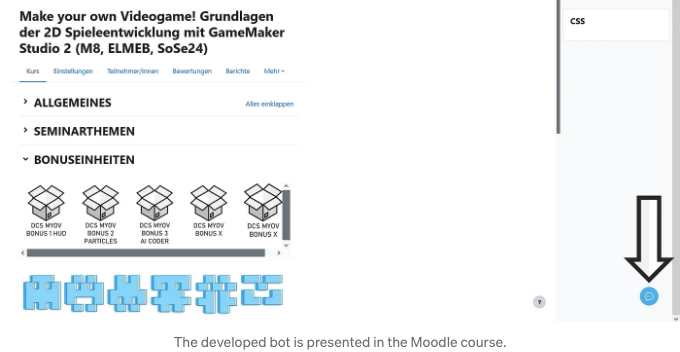 Make your own Videogame! Grundlagen
der 2D Spieleentwicklung mit GameMaker
Studio 2 (M8, ELMEB, SoSe24)
Kurs Einstellungen Teilnehmer/innen Bewertungen Berichte Mehr
ALLGEMEINES
Alles einklappen
SEMINARTHEMEN
BONUSEINHEITEN
DCS MYOV
BONUS 1 HUD
DCS MYOV
BONUS 2
PARTICLES
DCS MYOV
BONUS 3
AI CODER
DCS MYOV
BONUS X
DCS MYOV
BONUS X
CSS
?
The developed bot is presented in the Moodle course.